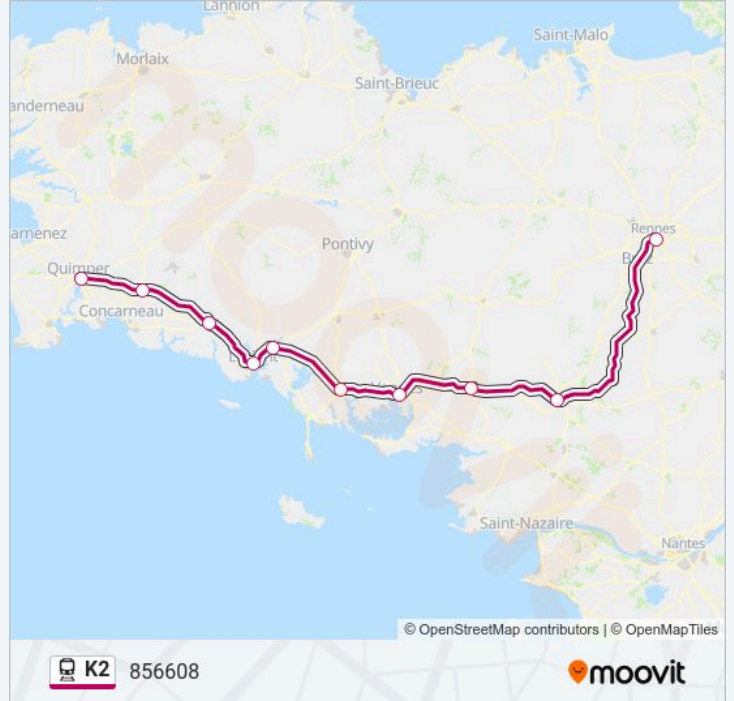 Lannion
Saint-Malo
Morlaix
Saint-Brieuc
anderneau
Rennes
arnenez
Pontivy
Quimper
Concarneau
Saint-Nazaire
Nantes
moovit
© OpenStreetMap contributors | © OpenMapTiles
K2 856608
moovit